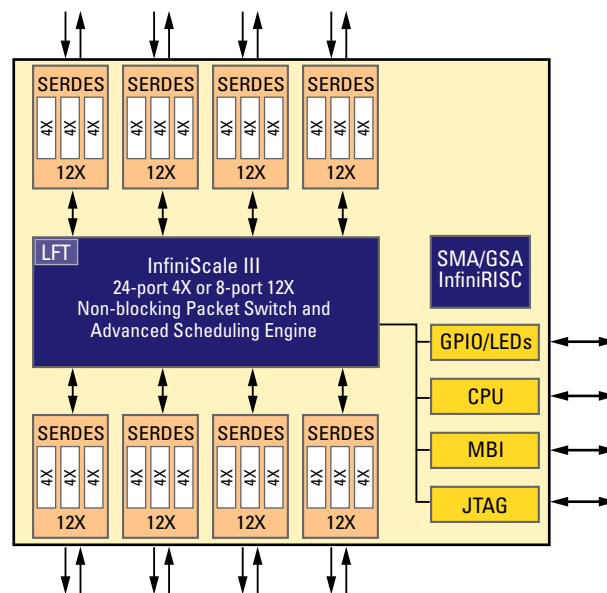 SERDES SERDES SERDES SERDES
4X 4X 4X 4X 4X 4X 4X 4X 4X 4X 4X 4X
12X 12X 12X 12X
LFT
InfiniScale III
24-port 4X or 8-port 12X
Non-blocking Packet Switch and
Advanced Scheduling Engine
SMA/GSA
InfiniRISC
GPIO/LEDs
CPU
MBI
JTAG
SERDES SERDES SERDES SERDES
4X 4X 4X 4X 4X 4X 4X 4X 4X 4X 4X 4X
12X 12X 12X 12X